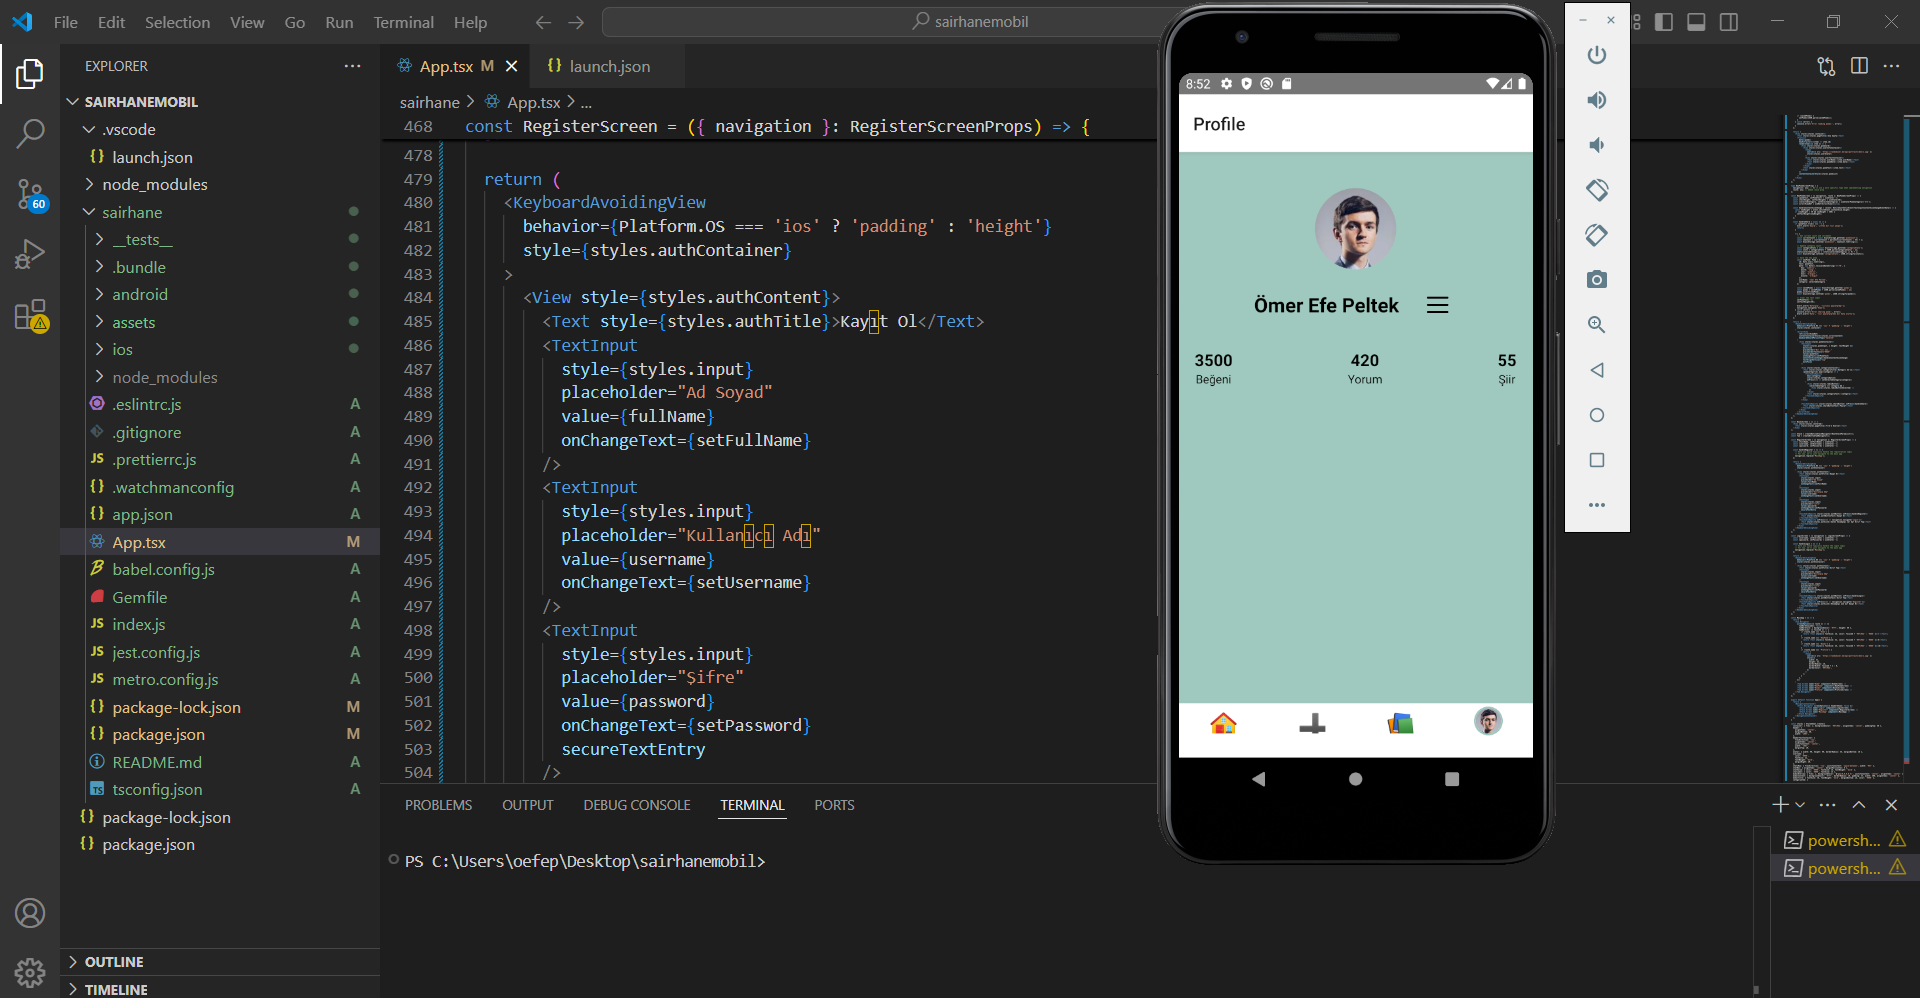 File Edit Selection View Go Run Terminal Help
sairhanemobil
EXPLORER
SAIRHANEMOBIL
.vscode
launch.json
node_modules
sairhane
__tests__
.bundle
android
assets
ios
node_modules
.eslintrc.js A
.gitignore A
JS .prettierrc.js A
{} .watchmanconfig A
{} app.json A
App.tsx M
babel.config.js A
Gemfile A
JS index.js A
JS jest.config.js A
JS metro.config.js A
{} package-lock.json M
{} package.json M
README.md A
TS tsconfig.json A
{} package-lock.json
{} package.json
OUTLINE
TIMELINE
60
App.tsx M
{} launch.json
sairhane > App.tsx > ...
468 const RegisterScreen = ({ navigation }: RegisterScreenProps) => {
478
479 return (
480 <KeyboardAvoidingView
481 behavior={Platform.OS === 'ios' ? 'padding' : 'height'}
482 style={styles.authContainer}
483 >
484 <View style={styles.authContent}>
485 <Text style={styles.authTitle}>Kayıt Ol</Text>
486 <TextInput
487 style={styles.input}
488 placeholder="Ad Soyad"
489 value={fullName}
490 onChangeText={setFullName}
491 />
492 <TextInput
493 style={styles.input}
494 placeholder="Kullanıcı Adı"
495 value={username}
496 onChangeText={setUsername}
497 />
498 <TextInput
499 style={styles.input}
500 placeholder="Şifre"
501 value={password}
502 onChangeText={setPassword}
503 secureTextEntry
504 />
PROBLEMS OUTPUT DEBUG CONSOLE TERMINAL PORTS
PS C:\Users\oefep\Desktop\sairhanemobil>
powersh...
powersh...
8:52
Profile
Ömer Efe Peltek
3500 420 55
Beğeni Yorum Şiir